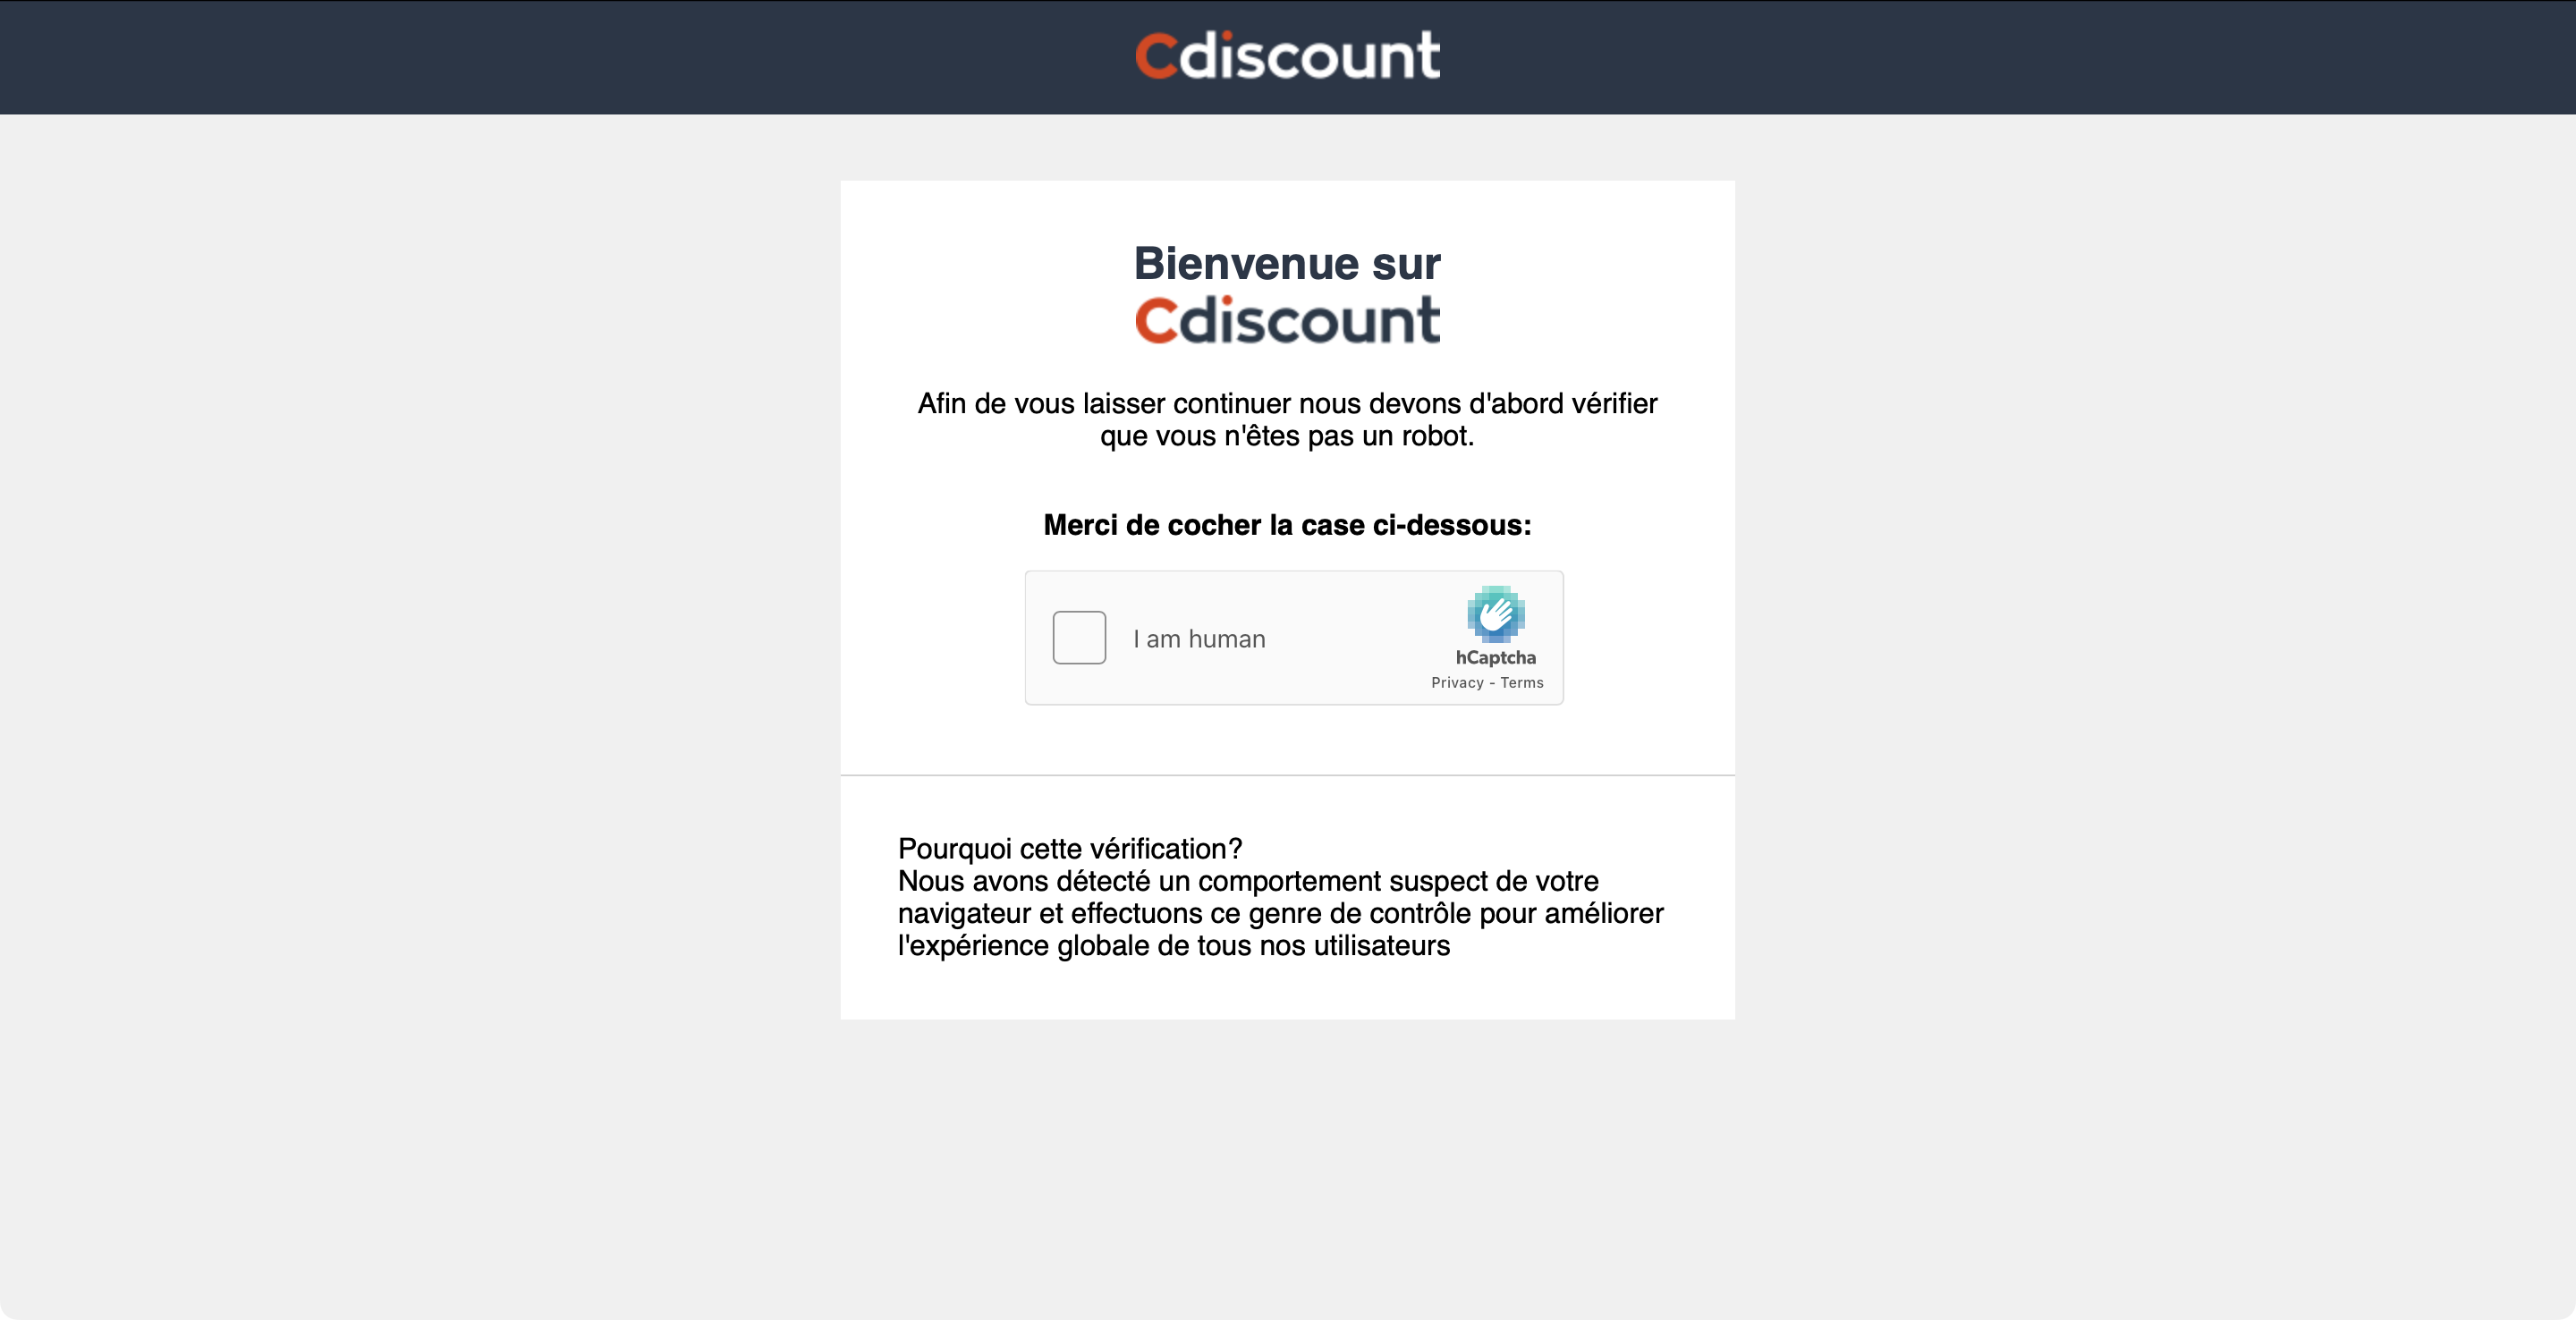 Cdiscount
Bienvenue sur
Cdiscount
Afin de vous laisser continuer nous devons d'abord vérifier
que vous n'êtes pas un robot.
Merci de cocher la case ci-dessous:
I am human
hCaptcha
Privacy - Terms
Pourquoi cette vérification?
Nous avons détecté un comportement suspect de votre
navigateur et effectuons ce genre de contrôle pour améliorer
l'expérience globale de tous nos utilisateurs